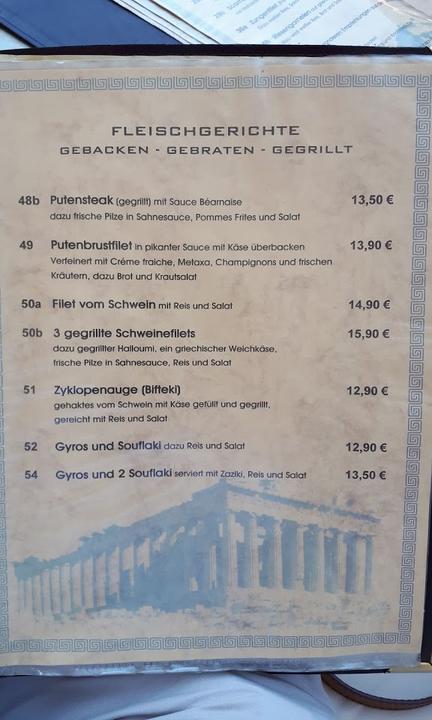 FLEISCHGERICHTE
GEBACKEN - GEBRATEN - GEGRILLT
48b Putensteak (gegrillt) mit Sauce Béarnaise 13,50 €
dazu frische Pilze in Sahnesauce, Pommes Frites und Salat
49 Putenbrustfilet in pikanter Sauce mit Käse überbacken 13,90 €
Verfeinert mit Créme fraiche, Metaxa, Champignons und frischen
Kräutern, dazu Brot und Krautsalat
50a Filet vom Schwein mit Reis und Salat 14,90 €
50b 3 gegrillte Schweinefilets 15,90 €
dazu gegrillter Halloumi, ein griechischer Weichkäse,
frische Pilze in Sahnesauce, Reis und Salat
51 Zyklopenauge (Bifteki) 12,90 €
gehaktes vom Schwein mit Käse gefüllt und gegrillt,
gereicht mit Reis und Salat
52 Gyros und Souflaki dazu Reis und Salat 12,90 €
54 Gyros und 2 Souflaki serviert mit Zaziki, Reis und Salat 13,50 €